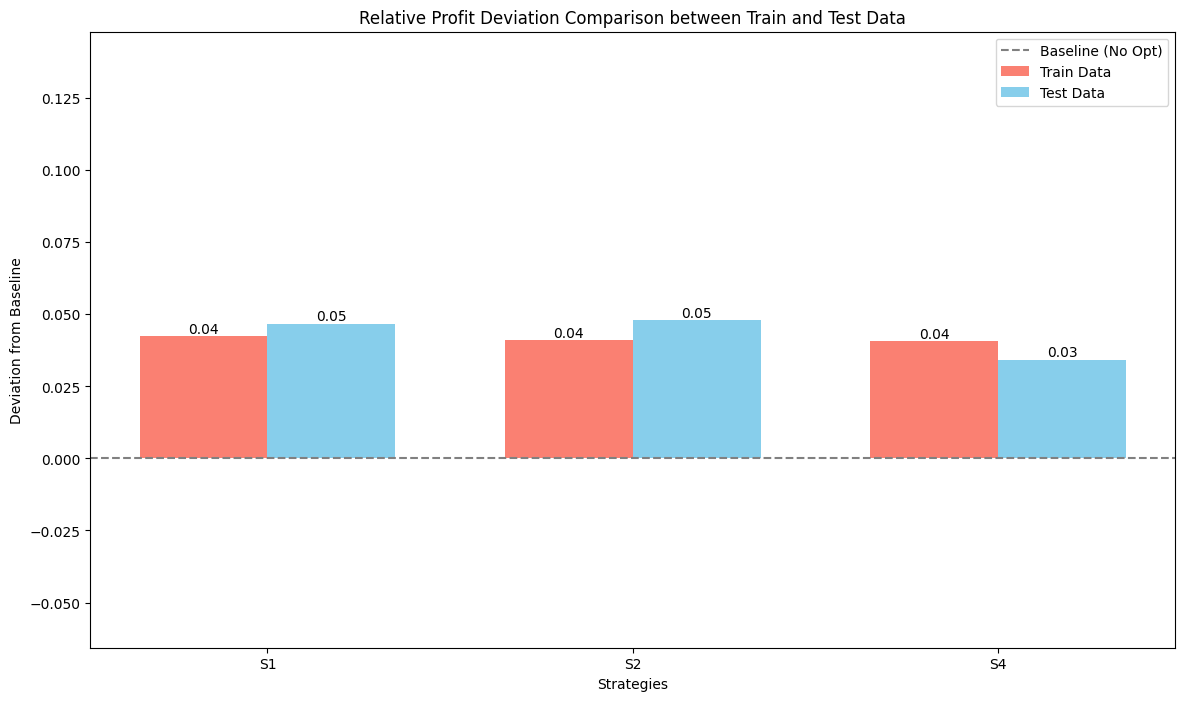 Relative Profit Deviation Comparison between Train and Test Data
Baseline (No Opt)
Train Data
Test Data
Deviation from Baseline
0.125
0.100
0.075
0.050
0.025
0.000
−0.025
−0.050
0.04
0.05
0.04
0.05
0.04
0.03
S1
S2
S4
Strategies